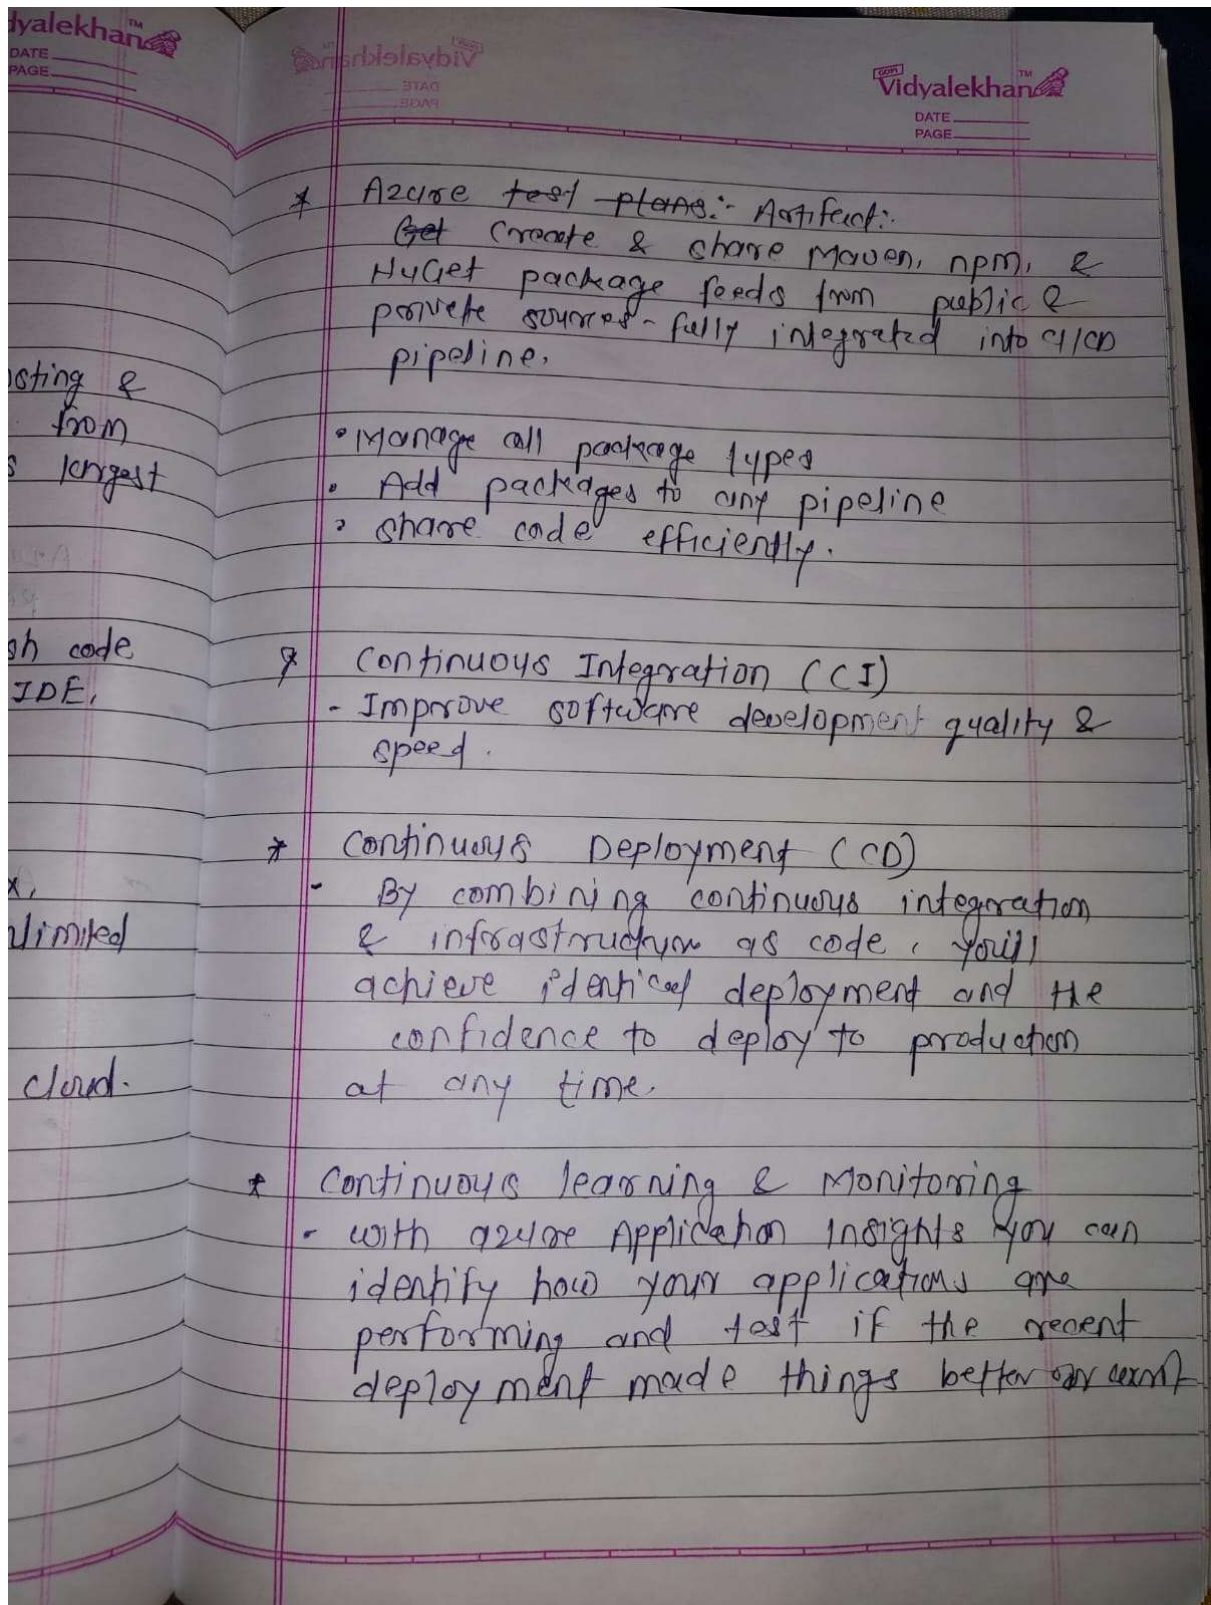 dyalekhan™
DATE
PAGE
sting &
from
s largest
sh code
IDE,
x,
limited
cloud.
GOYAL
Vidyalekhan™
DATE
PAGE
* Azure test plans:- Artifact:-
Get Create & share Maven, npm, &
NuGet package feeds from public &
private sources - fully integrated into CI/CD
pipeline.
• Manage all package types
• Add packages to any pipeline
• share code efficiently.
* Continuous Integration (CI)
- Improve software development quality &
speed.
* Continuous Deployment (CD)
- By combining continuous integration
& infrastructure as code, you'll
achieve identical deployment and the
confidence to deploy to production
at any time.
* Continuous learning & Monitoring
- with azure Application Insights you can
identify how your applications are
performing and test if the recent
deployment made things better or